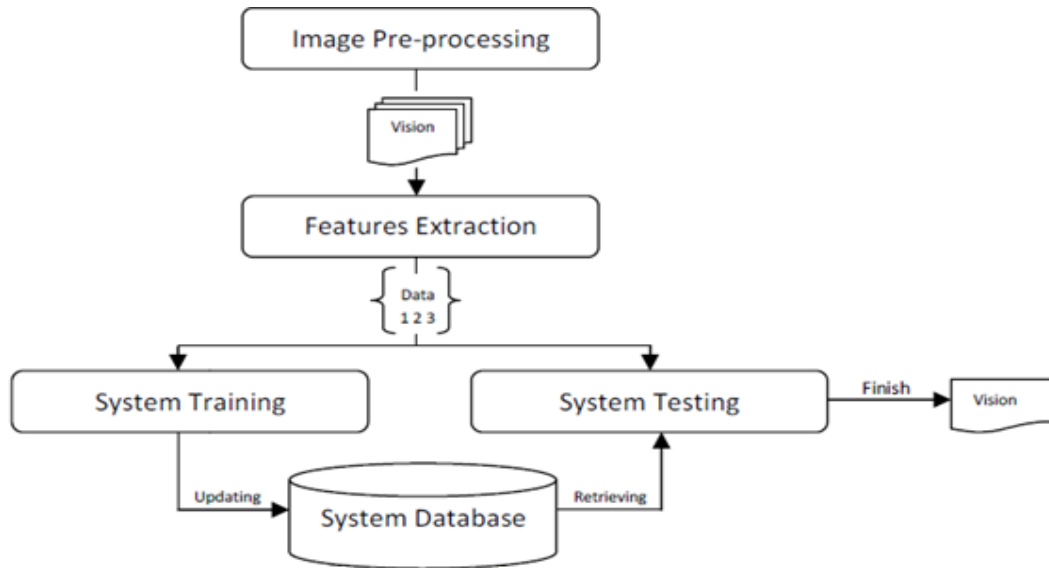 Image Pre-processing
Vision
Features Extraction
Data
1 2 3
System Training
System Testing
Finish
Vision
Updating
System Database
Retrieving